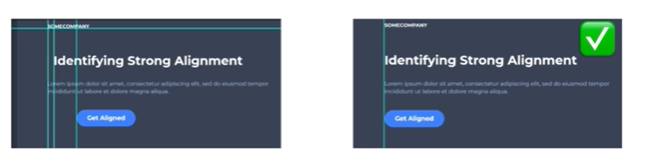 SOMECOMPANY
Identifying Strong Alignment
Lorem ipsum dolor sit amet, consectetur adipiscing elit, sed do eiusmod tempor
incididunt ut labore et dolore magna aliqua.
Get Aligned
SOMECOMPANY
Identifying Strong Alignment
Lorem ipsum dolor sit amet, consectetur adipiscing elit, sed do eiusmod tempor
incididunt ut labore et dolore magna aliqua.
Get Aligned